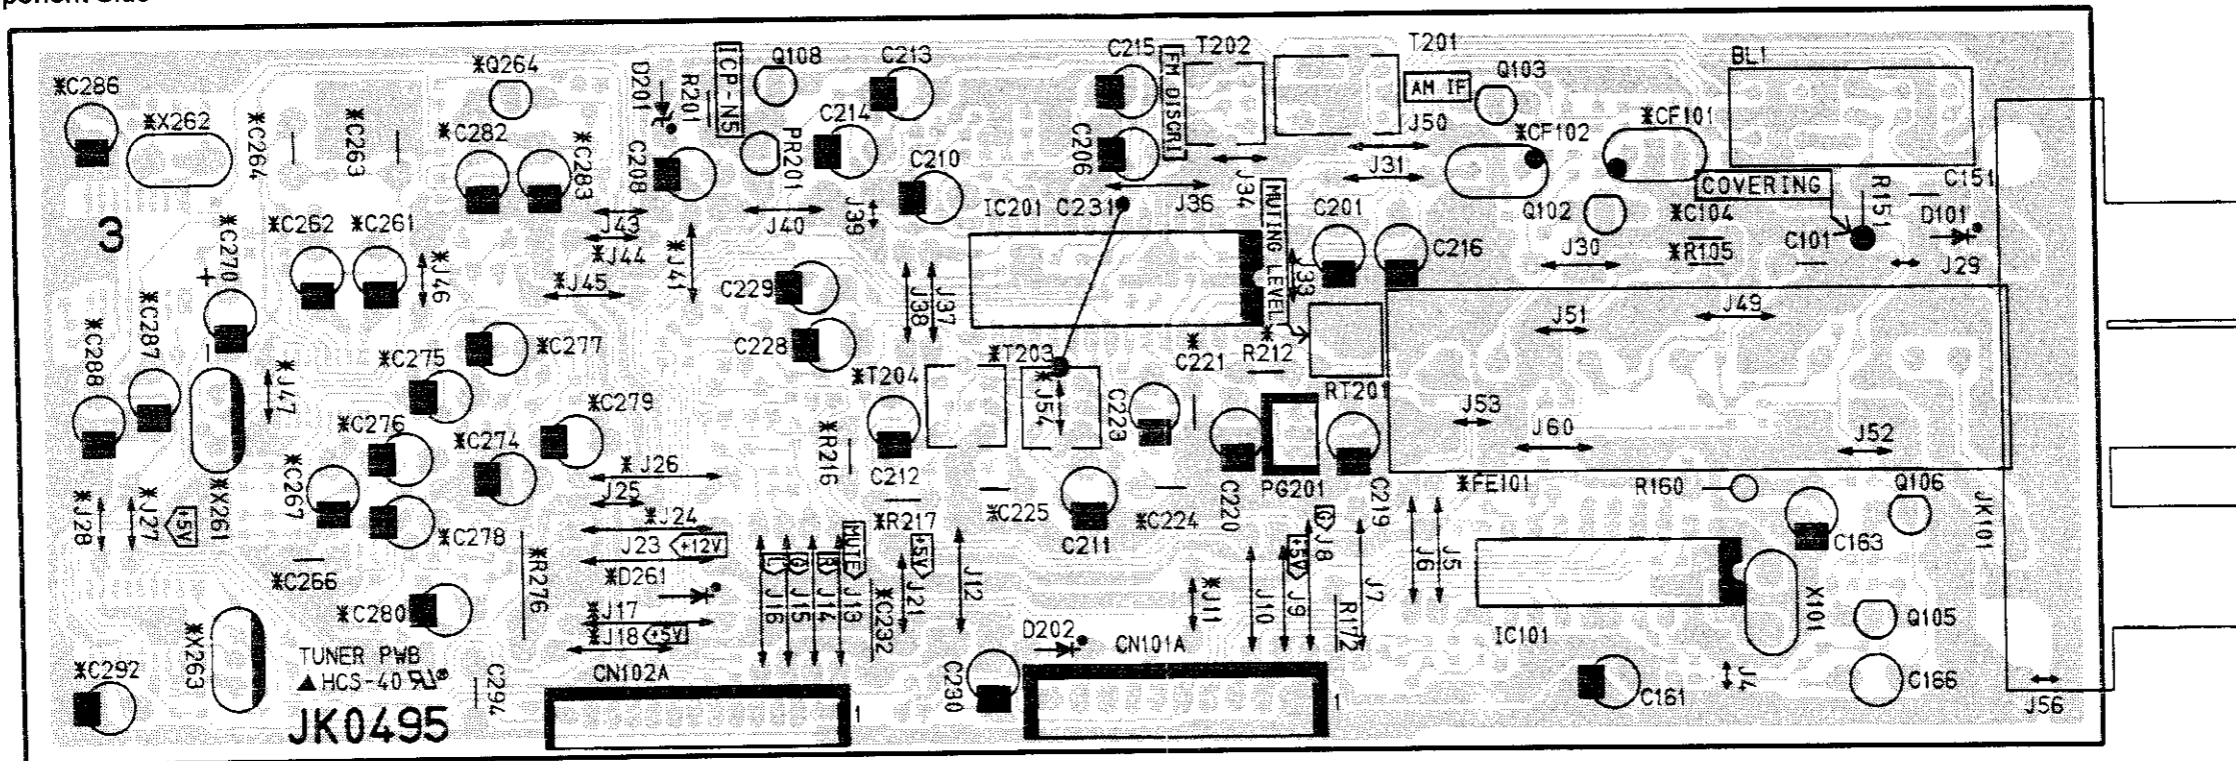 ponent Side
*C286
*X262
*C264
*C263
*Q264
*C282
*C283
D201
R201
ICP-N5
Q108
C213
C214
PR201
C208
C210
C215
FM DISCRI
T202
T201
AM IF
Q103
BL1
C206
J50
*CF102
*CF101
J31
J34
J36
COVERING
R151
C151
D101
J29
3
*C270
+
*C262
*C261
*J46
J43
*J44
*J45
*J41
J40
J39
IC201
C231
MUTING LEVEL
J33
C201
C216
Q102
J30
*C104
*R105
C101
*C288
*C287
*J47
*C275
*C277
C229
C228
J38
J37
*T204
*T203
*J54
*C221
*R212
RT201
J51
J49
J53
J60
J52
*C276
*C274
*C279
*C267
*C278
*J26
J25
*J24
J23
+12V
*R216
C212
*R217
*C225
C223
C211
*C224
C220
PG201
C219
*FE101
R160
Q106
JK101
C163
*J28
*J27
+5V
*X261
*C266
*R276
*D261
*J17
*J18
+5V
J16
J15
J14
MUTE
J13
*C232
+5V
J21
J12
*J11
J10
+5V
J9
G
J8
R172
J7
J6
J5
IC101
X101
Q105
*C280
*X263
*C292
TUNER PWB
▲HCS-40
JK0495
C294
CN102A
1
C230
D202
CN101A
1
C161
J4
C166
J56